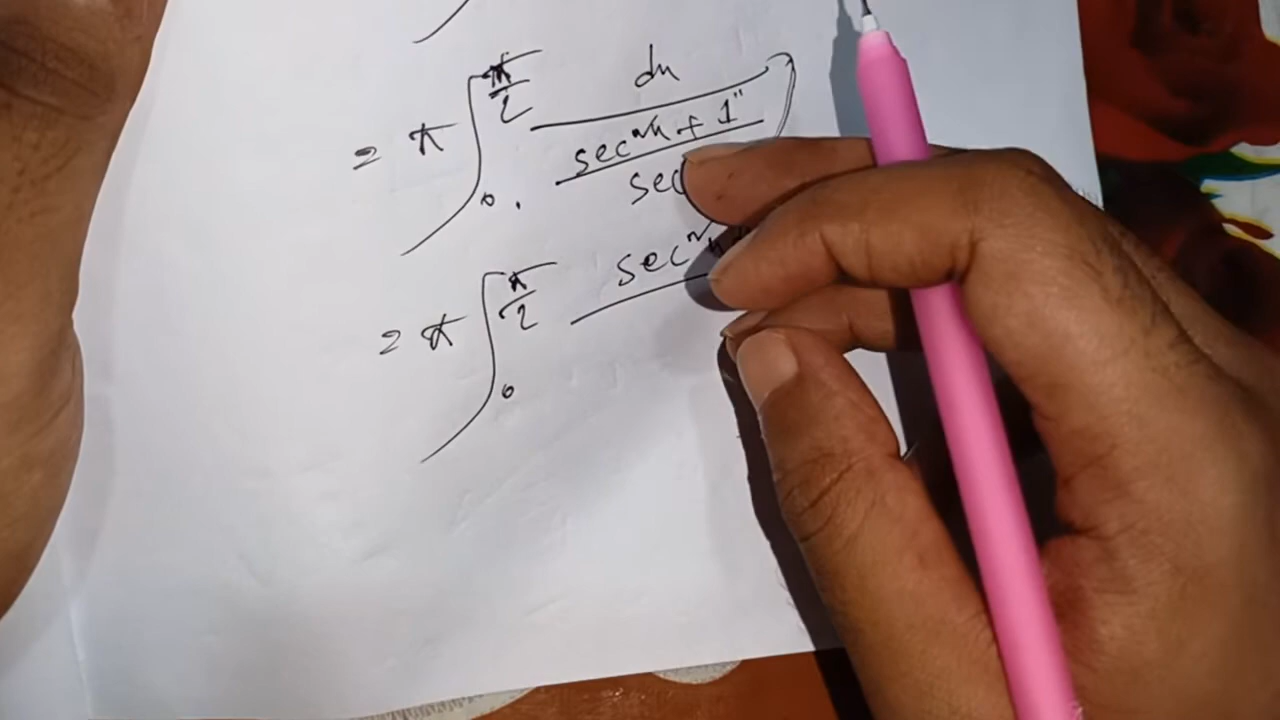 = π ∫₀^{π/2} dx / ((sec²x + 1) / sec
= π ∫₀^{π/2} sec²x